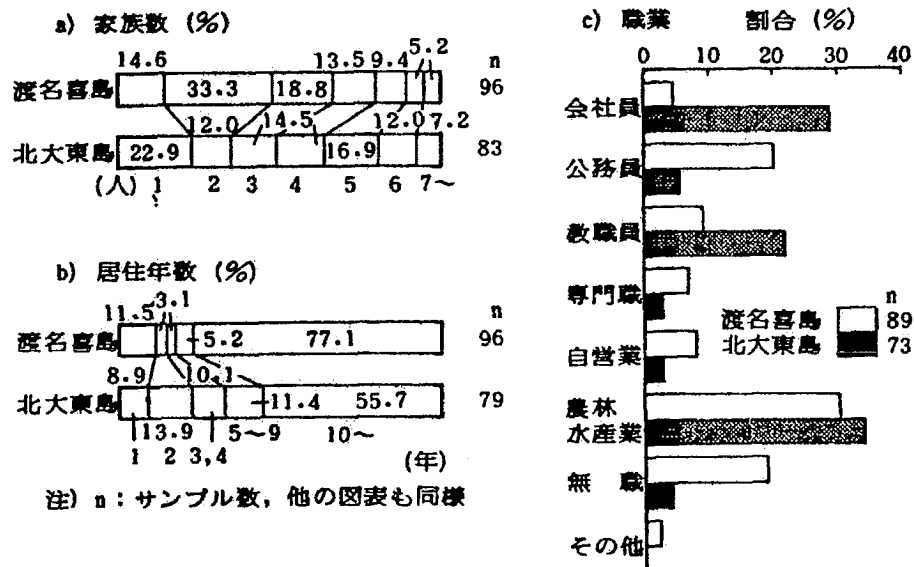 a) 家族数 (%)
14.6 13.5 9.4 5.2 n
渡名喜島 33.3 18.8 96
12.0 14.5 12.0 7.2
北大東島 22.9 16.9 83
(人) 1 2 3 4 5 6 7~
b) 居住年数 (%)
11.5 3.1 n
渡名喜島 5.2 77.1 96
8.9 10.1
北大東島 11.4 55.7 79
13.9 5~9 10~
1 2 3,4 (年)
注) n:サンプル数,他の図表も同様
c) 職業 割合 (%)
0 10 20 30 40
会社員
公務員
教職員
専門職
自営業
農林
水産業
無職
その他
n
渡名喜島 89
北大東島 73